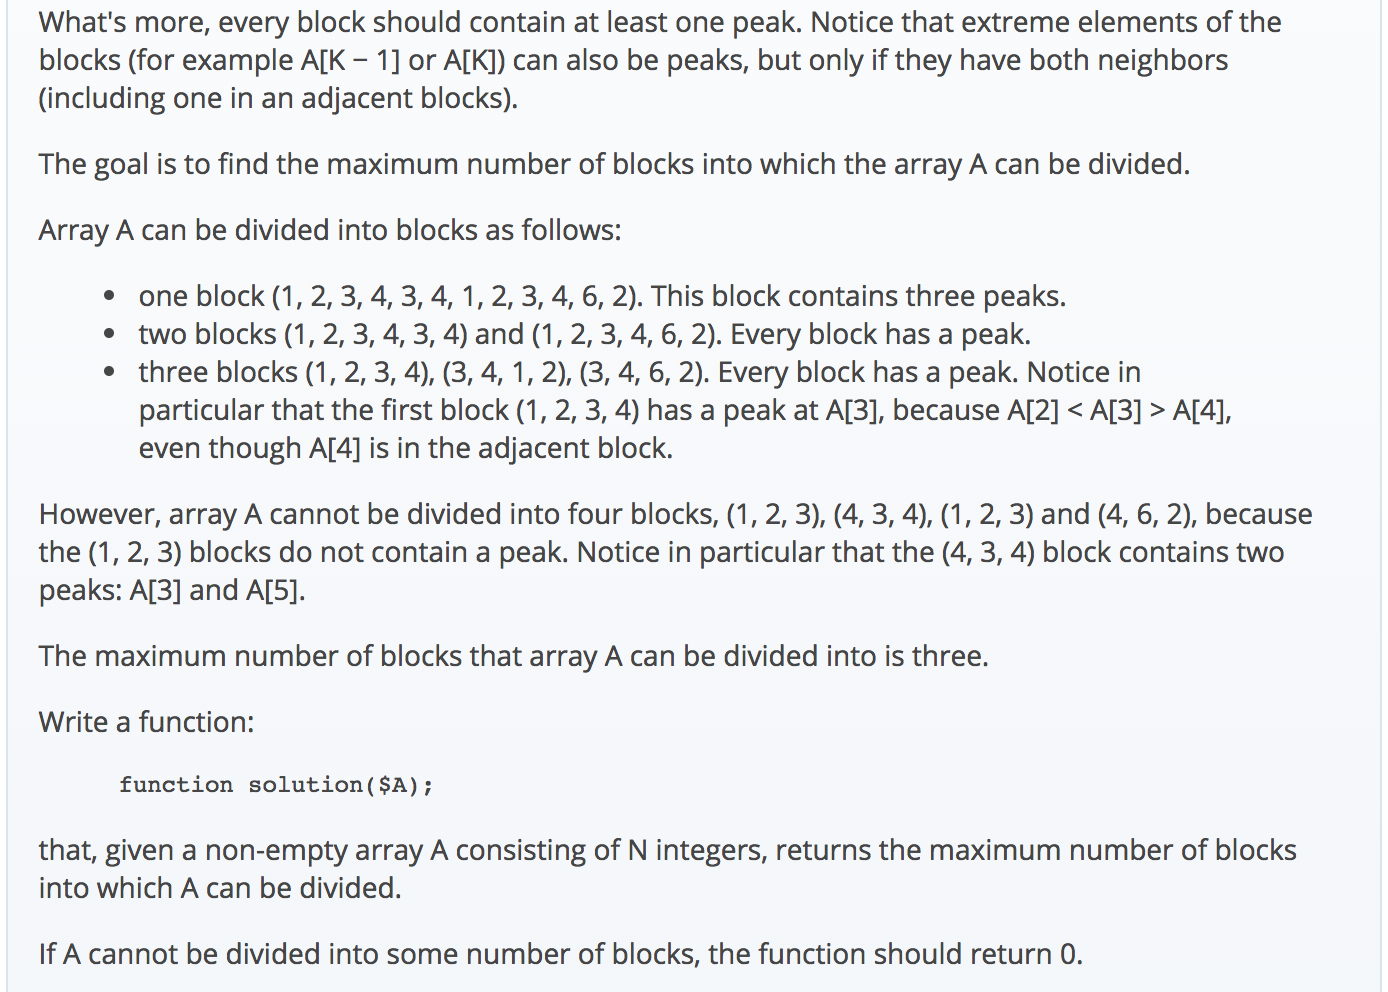 What's more, every block should contain at least one peak. Notice that extreme elements of the
blocks (for example A[K − 1] or A[K]) can also be peaks, but only if they have both neighbors
(including one in an adjacent blocks).
The goal is to find the maximum number of blocks into which the array A can be divided.
Array A can be divided into blocks as follows:
• one block (1, 2, 3, 4, 3, 4, 1, 2, 3, 4, 6, 2). This block contains three peaks.
• two blocks (1, 2, 3, 4, 3, 4) and (1, 2, 3, 4, 6, 2). Every block has a peak.
• three blocks (1, 2, 3, 4), (3, 4, 1, 2), (3, 4, 6, 2). Every block has a peak. Notice in
particular that the first block (1, 2, 3, 4) has a peak at A[3], because A[2] < A[3] > A[4],
even though A[4] is in the adjacent block.
However, array A cannot be divided into four blocks, (1, 2, 3), (4, 3, 4), (1, 2, 3) and (4, 6, 2), because
the (1, 2, 3) blocks do not contain a peak. Notice in particular that the (4, 3, 4) block contains two
peaks: A[3] and A[5].
The maximum number of blocks that array A can be divided into is three.
Write a function:
function solution($A);
that, given a non-empty array A consisting of N integers, returns the maximum number of blocks
into which A can be divided.
If A cannot be divided into some number of blocks, the function should return 0.